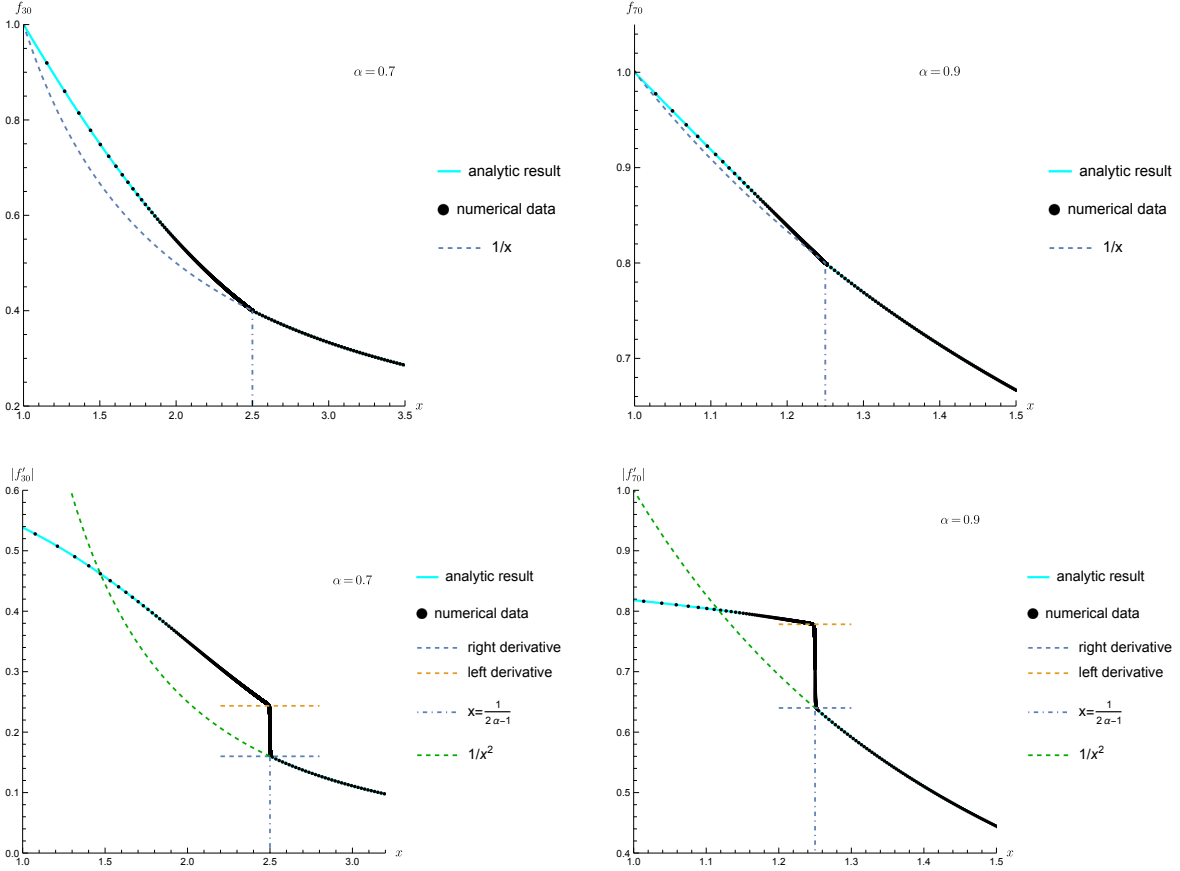 f30
1.0
0.8
0.6
0.4
0.2
1.0
1.5
2.0
2.5
3.0
3.5
x
α = 0.7
analytic result
numerical data
1/x
f70
1.0
0.9
0.8
0.7
1.0
1.1
1.2
1.3
1.4
1.5
x
α = 0.9
analytic result
numerical data
1/x
|f′30|
0.6
0.5
0.4
0.3
0.2
0.1
0.0
1.0
1.5
2.0
2.5
3.0
x
α = 0.7
analytic result
numerical data
right derivative
left derivative
x=1/(2 α-1)
1/x²
|f′70|
1.0
0.9
0.8
0.7
0.6
0.5
0.4
1.0
1.1
1.2
1.3
1.4
1.5
x
α = 0.9
analytic result
numerical data
right derivative
left derivative
x=1/(2 α-1)
1/x²